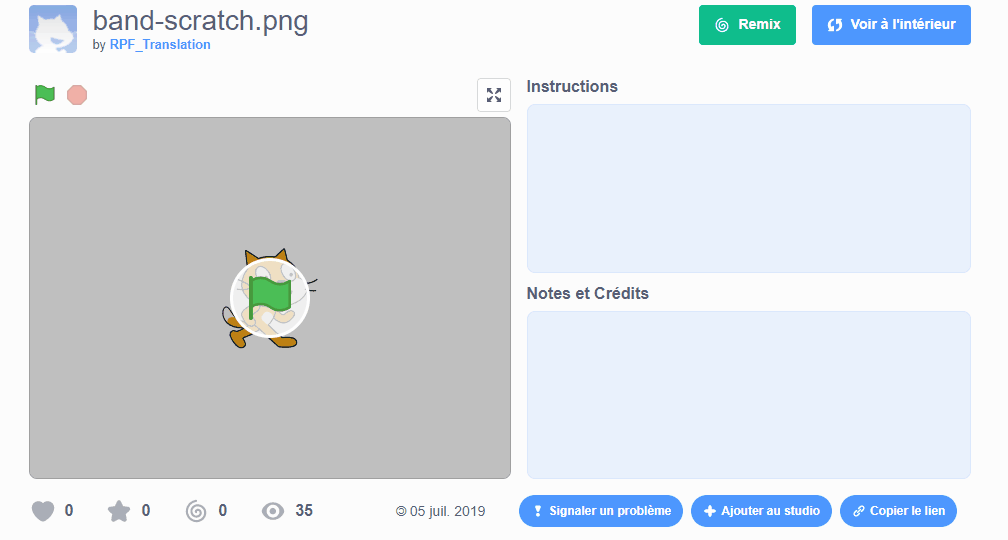 band-scratch.png
by RPF_Translation
Remix
Voir à l'intérieur
Instructions
Notes et Crédits
0
0
0
35
05 juil. 2019
Signaler un problème
Ajouter au studio
Copier le lien